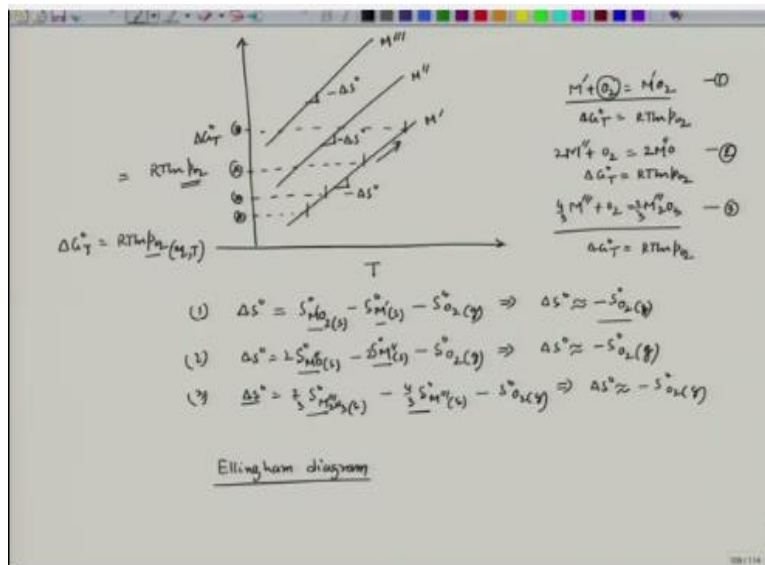 M'''
-ΔS°
M''
ΔG°T
-ΔS°
M'
= RT ln pO2
-ΔS°
ΔG°T = RT ln pO2 (eq, T)
T
M' + O2 = M'O2 —①
ΔG°T = RT ln pO2
2M'' + O2 = 2M''O —②
ΔG°T = RT ln pO2
4/3 M''' + O2 = 2/3 M'''2O3 —③
ΔG°T = RT ln pO2
(1) ΔS° = S°M'O2(s) - S°M'(s) - S°O2(g) ⇒ ΔS° ≈ -S°O2(g)
(2) ΔS° = 2S°M''O(s) - 2S°M''(s) - S°O2(g) ⇒ ΔS° ≈ -S°O2(g)
(3) ΔS° = 2/3 S°M'''2O3(s) - 4/3 S°M'''(s) - S°O2(g) ⇒ ΔS° ≈ -S°O2(g)
Ellingham diagram